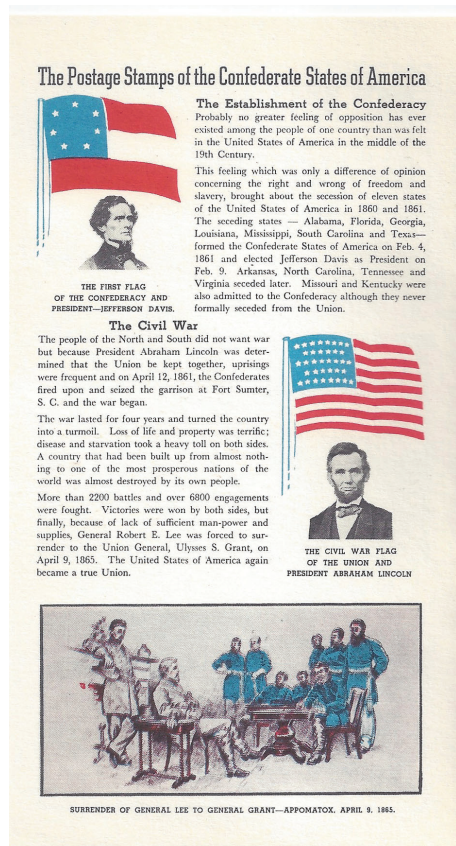 The Postage Stamps of the Confederate States of America
The Establishment of the Confederacy
Probably no greater feeling of opposition has ever
existed among the people of one country than was felt
in the United States of America in the middle of the
19th Century.
This feeling which was only a difference of opinion
concerning the right and wrong of freedom and
slavery, brought about the secession of eleven states
of the United States of America in 1860 and 1861.
The seceding states — Alabama, Florida, Georgia,
Louisiana, Mississippi, South Carolina and Texas—
formed the Confederate States of America on Feb. 4,
1861 and elected Jefferson Davis as President on
Feb. 9. Arkansas, North Carolina, Tennessee and
Virginia seceded later. Missouri and Kentucky were
also admitted to the Confederacy although they never
formally seceded from the Union.
THE FIRST FLAG
OF THE CONFEDERACY AND
PRESIDENT—JEFFERSON DAVIS.
The Civil War
The people of the North and South did not want war
but because President Abraham Lincoln was deter-
mined that the Union be kept together, uprisings
were frequent and on April 12, 1861, the Confederates
fired upon and seized the garrison at Fort Sumter,
S. C. and the war began.
The war lasted for four years and turned the country
into a turmoil. Loss of life and property was terrific;
disease and starvation took a heavy toll on both sides.
A country that had been built up from almost noth-
ing to one of the most prosperous nations of the
world was almost destroyed by its own people.
More than 2200 battles and over 6800 engagements
were fought. Victories were won by both sides, but
finally, because of lack of sufficient man-power and
supplies, General Robert E. Lee was forced to sur-
render to the Union General, Ulysses S. Grant, on
April 9, 1865. The United States of America again
became a true Union.
THE CIVIL WAR FLAG
OF THE UNION AND
PRESIDENT ABRAHAM LINCOLN
SURRENDER OF GENERAL LEE TO GENERAL GRANT—APPOMATOX. APRIL 9, 1865.